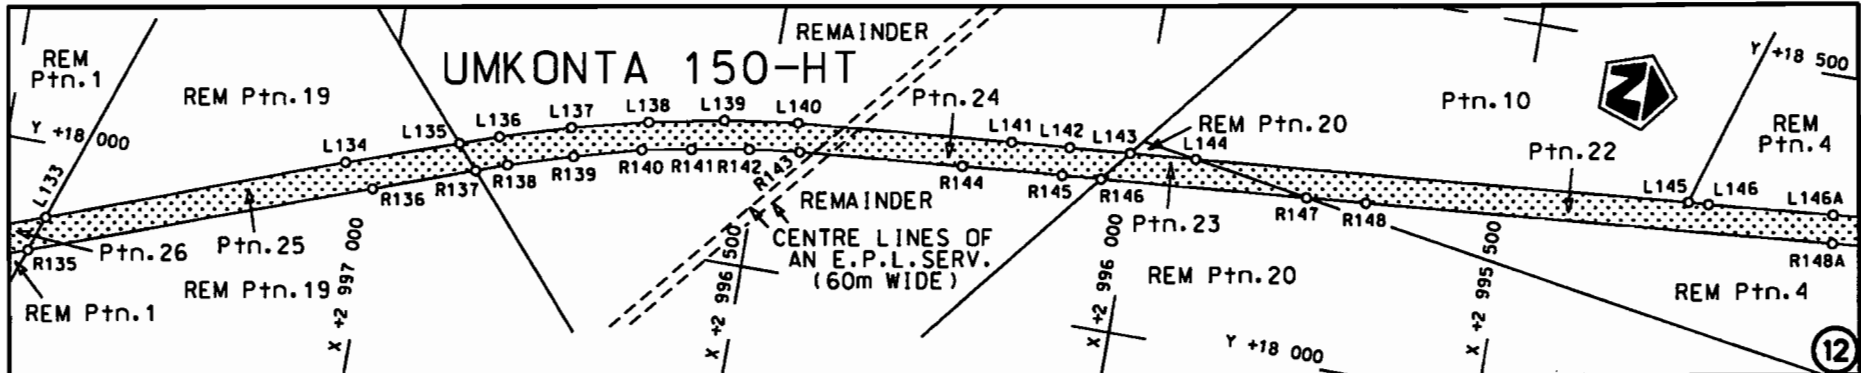 REM
Ptn.1
REM Ptn.19
UMKONTA 150-HT
REMAINDER
Ptn.24
Ptn.10
Y +18 500
REM
Ptn.4
Y +18 000
L133
L134
L135
L136
L137
L138
L139
L140
L141
L142
L143
REM Ptn.20
L144
Ptn.22
L145
L146
L146A
R135
Ptn.26
Ptn.25
R136
R137
R138
R139
R140
R141
R142
R143
R144
R145
R146
Ptn.23
R147
R148
R148A
REM Ptn.1
REM Ptn.19
X +2 997 000
REMAINDER
CENTRE LINES OF
AN E.P.L.SERV.
(60m WIDE)
X +2 996 500
X +2 996 000
REM Ptn.20
Y +18 000
X +2 995 500
REM Ptn.4
12
N